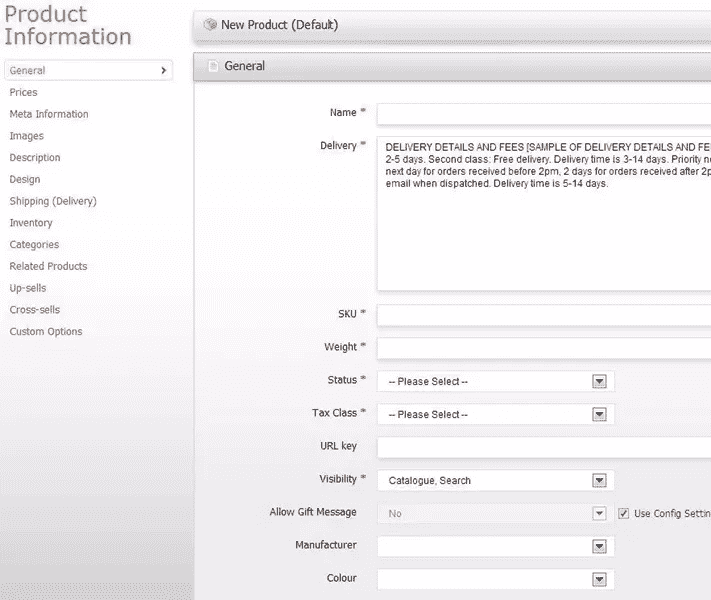 Product
Information
General
Prices
Meta Information
Images
Description
Design
Shipping (Delivery)
Inventory
Categories
Related Products
Up-sells
Cross-sells
Custom Options
New Product (Default)
General
Name *
Delivery *
DELIVERY DETAILS AND FEES [SAMPLE OF DELIVERY DETAILS AND FE
2-5 days. Second class: Free delivery. Delivery time is 3-14 days. Priority n
next day for orders received before 2pm, 2 days for orders received after 2p
email when dispatched. Delivery time is 5-14 days.
SKU *
Weight *
Status *
-- Please Select --
Tax Class *
-- Please Select --
URL key
Visibility *
Catalogue, Search
Allow Gift Message
No
Use Config Settin
Manufacturer
Colour